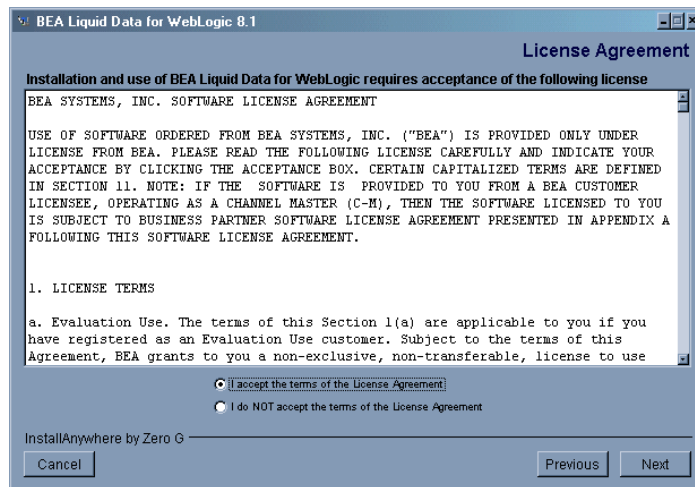 BEA Liquid Data for WebLogic 8.1
License Agreement
Installation and use of BEA Liquid Data for WebLogic requires acceptance of the following license
BEA SYSTEMS, INC. SOFTWARE LICENSE AGREEMENT
USE OF SOFTWARE ORDERED FROM BEA SYSTEMS, INC. ("BEA") IS PROVIDED ONLY UNDER
LICENSE FROM BEA. PLEASE READ THE FOLLOWING LICENSE CAREFULLY AND INDICATE YOUR
ACCEPTANCE BY CLICKING THE ACCEPTANCE BOX. CERTAIN CAPITALIZED TERMS ARE DEFINED
IN SECTION 11. NOTE: IF THE  SOFTWARE IS  PROVIDED TO YOU FROM A BEA CUSTOMER
LICENSEE, OPERATING AS A CHANNEL MASTER (C-M), THEN THE SOFTWARE LICENSED TO YOU
IS SUBJECT TO BUSINESS PARTNER SOFTWARE LICENSE AGREEMENT PRESENTED IN APPENDIX A
FOLLOWING THIS SOFTWARE LICENSE AGREEMENT.
1. LICENSE TERMS
a. Evaluation Use. The terms of this Section 1(a) are applicable to you if you
have registered as an Evaluation Use customer. Subject to the terms of this
Agreement, BEA grants to you a non-exclusive, non-transferable, license to use
I accept the terms of the License Agreement
I do NOT accept the terms of the License Agreement
InstallAnywhere by Zero G
Cancel
Previous
Next